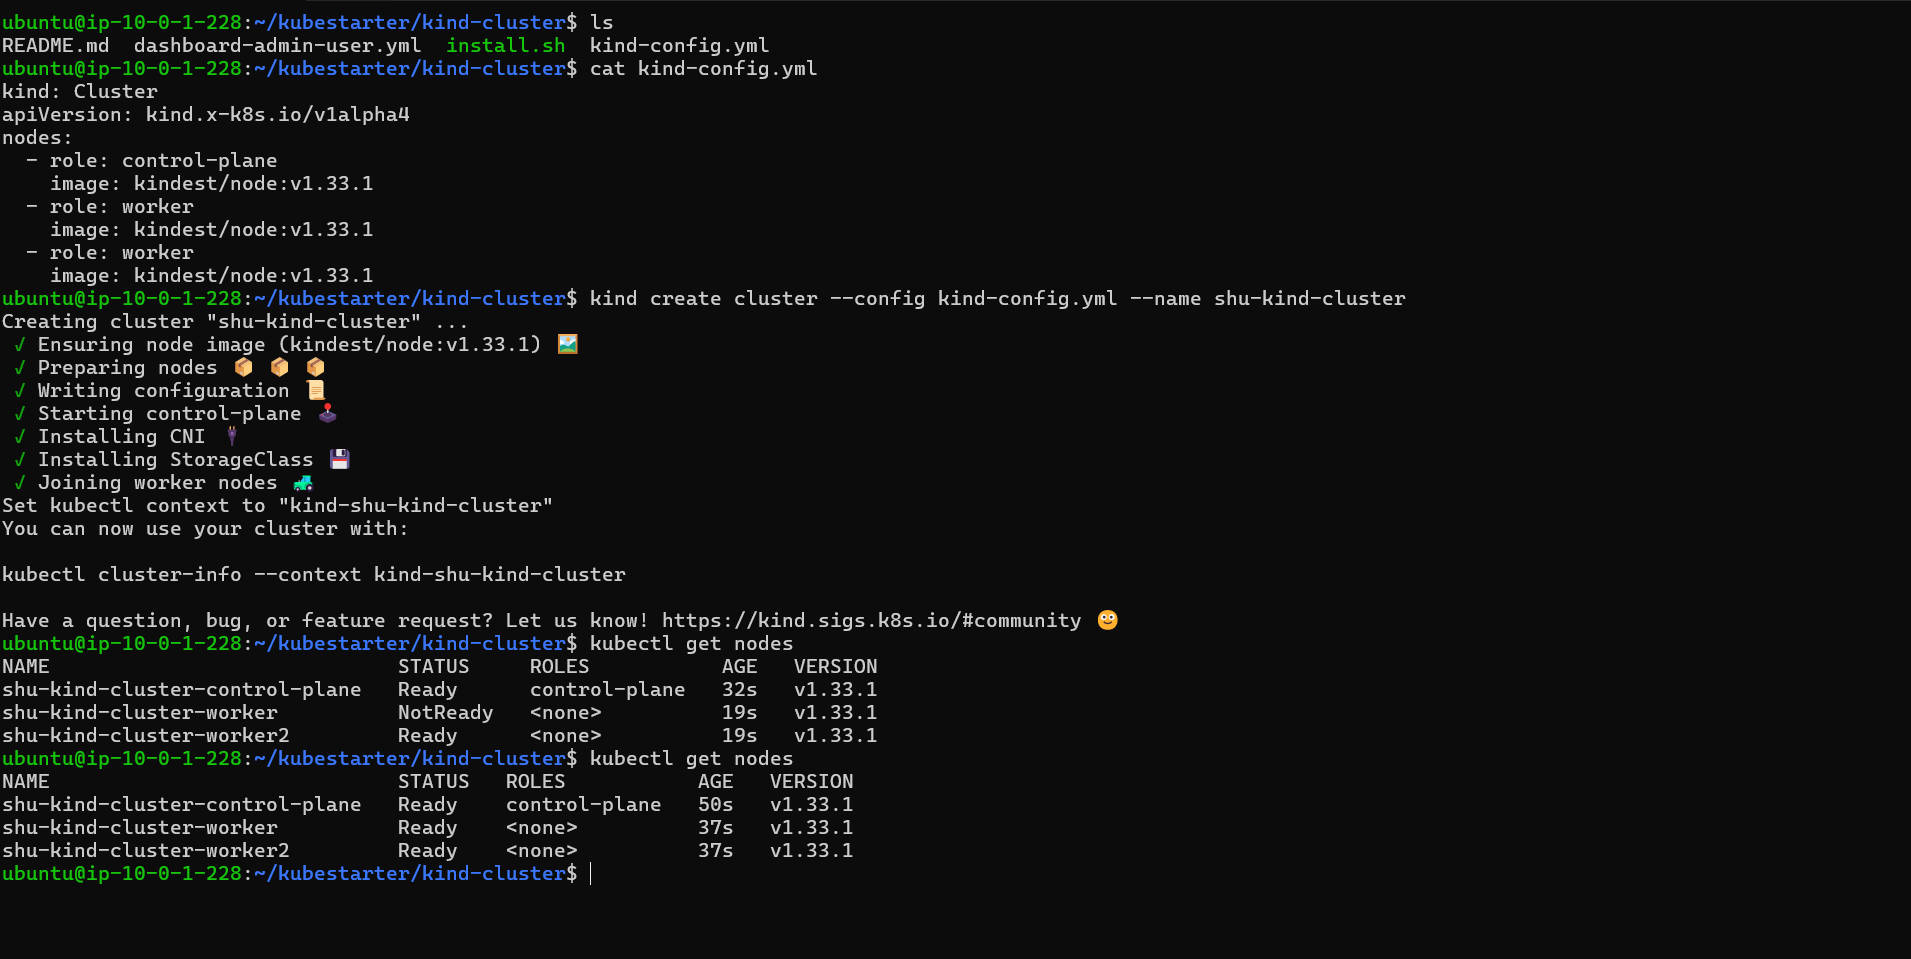 ubuntu@ip-10-0-1-228:~/kubestarter/kind-cluster$ ls
README.md  dashboard-admin-user.yml  install.sh  kind-config.yml
ubuntu@ip-10-0-1-228:~/kubestarter/kind-cluster$ cat kind-config.yml
kind: Cluster
apiVersion: kind.x-k8s.io/v1alpha4
nodes:
  - role: control-plane
    image: kindest/node:v1.33.1
  - role: worker
    image: kindest/node:v1.33.1
  - role: worker
    image: kindest/node:v1.33.1
ubuntu@ip-10-0-1-228:~/kubestarter/kind-cluster$ kind create cluster --config kind-config.yml --name shu-kind-cluster
Creating cluster "shu-kind-cluster" ...
 ✓ Ensuring node image (kindest/node:v1.33.1) 🖼
 ✓ Preparing nodes 📦 📦 📦
 ✓ Writing configuration 📜
 ✓ Starting control-plane 🕹
 ✓ Installing CNI 🔌
 ✓ Installing StorageClass 💾
 ✓ Joining worker nodes 🚜
Set kubectl context to "kind-shu-kind-cluster"
You can now use your cluster with:

kubectl cluster-info --context kind-shu-kind-cluster

Have a question, bug, or feature request? Let us know! https://kind.sigs.k8s.io/#community 🙂
ubuntu@ip-10-0-1-228:~/kubestarter/kind-cluster$ kubectl get nodes
NAME                             STATUS     ROLES           AGE   VERSION
shu-kind-cluster-control-plane   Ready      control-plane   32s   v1.33.1
shu-kind-cluster-worker          NotReady   <none>          19s   v1.33.1
shu-kind-cluster-worker2         Ready      <none>          19s   v1.33.1
ubuntu@ip-10-0-1-228:~/kubestarter/kind-cluster$ kubectl get nodes
NAME                             STATUS   ROLES           AGE   VERSION
shu-kind-cluster-control-plane   Ready    control-plane   50s   v1.33.1
shu-kind-cluster-worker          Ready    <none>          37s   v1.33.1
shu-kind-cluster-worker2         Ready    <none>          37s   v1.33.1
ubuntu@ip-10-0-1-228:~/kubestarter/kind-cluster$